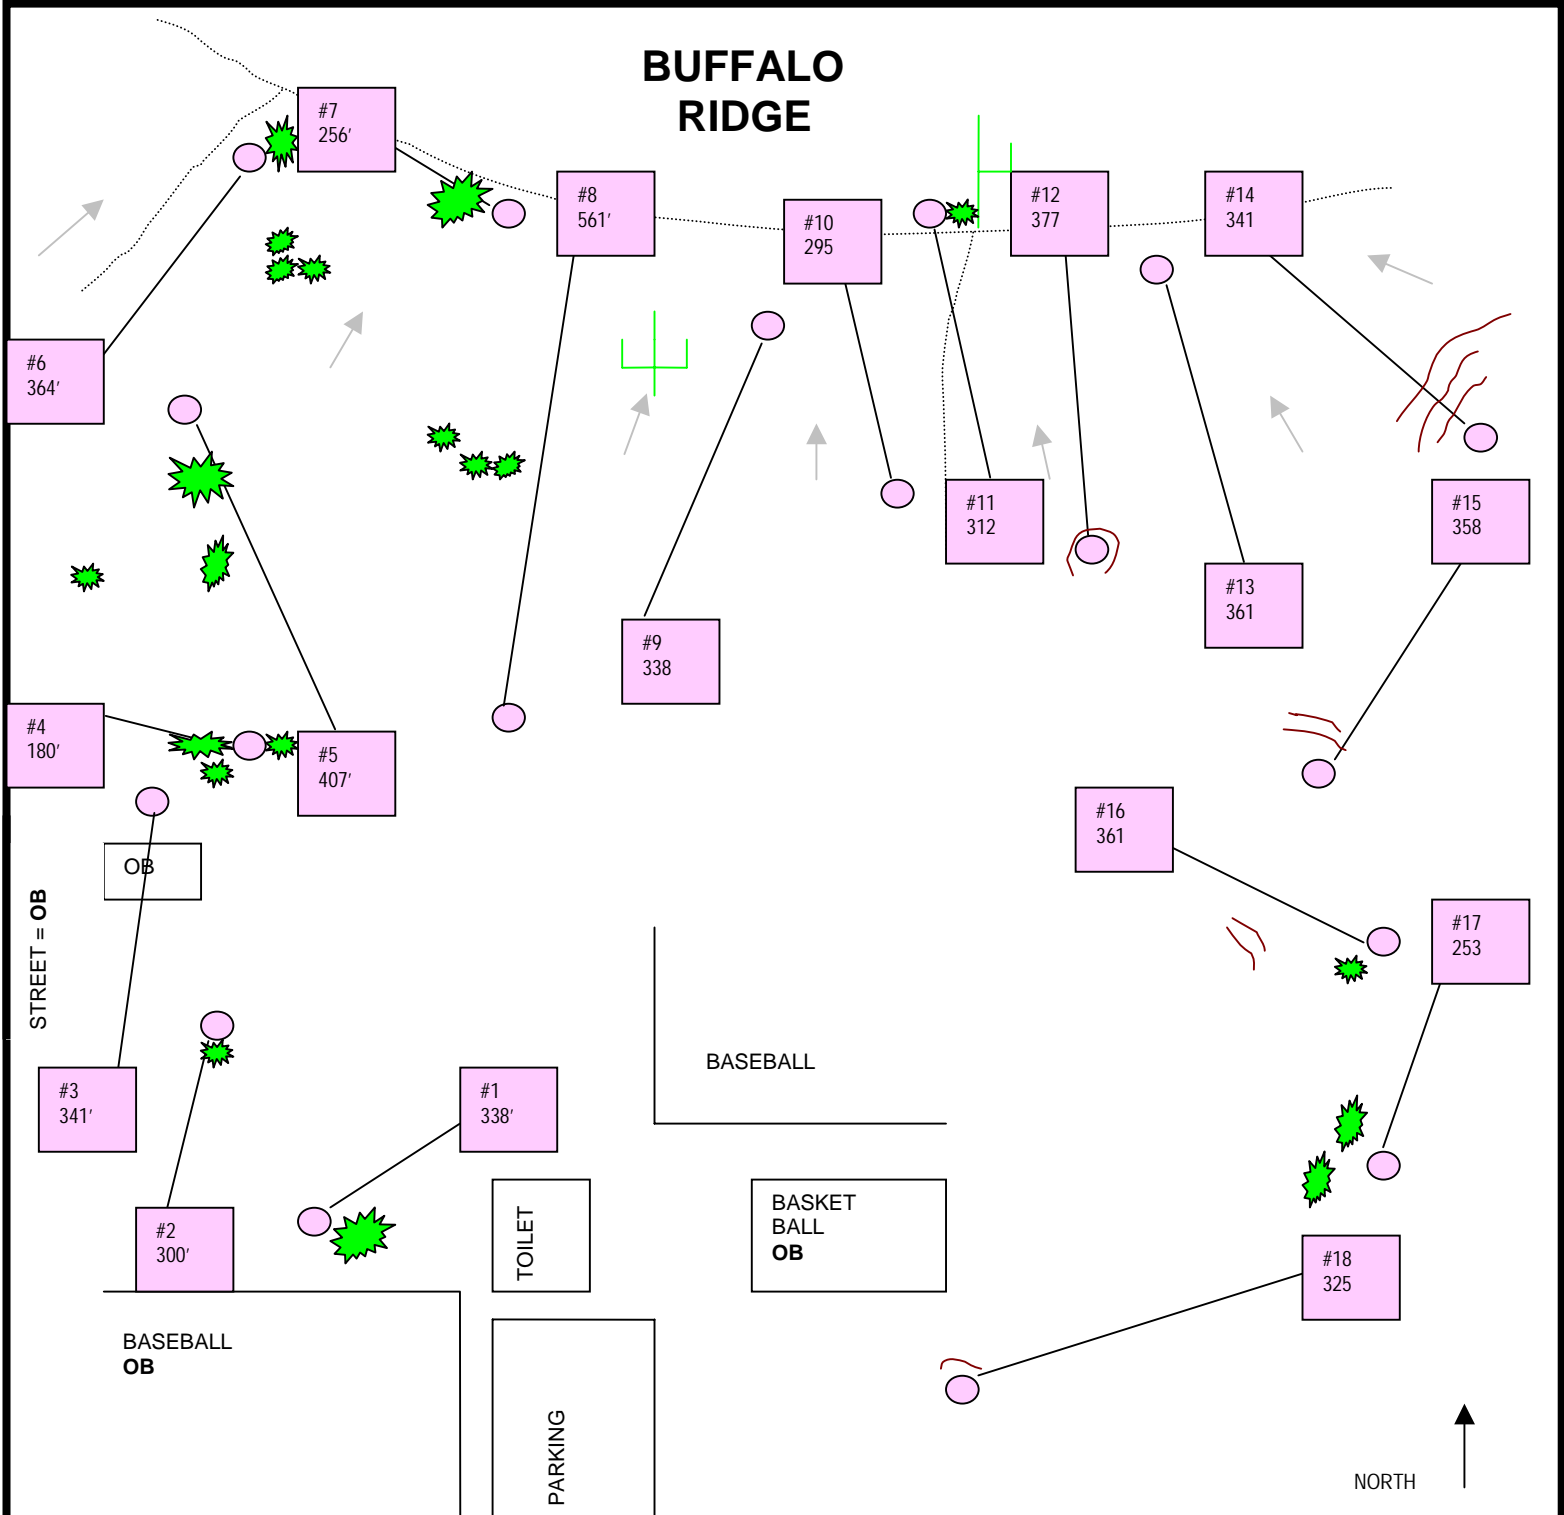 BUFFALO
RIDGE
#7
256′
#8
561′
#10
295
#12
377
#14
341
#6
364′
#11
312
#15
358
#13
361
#9
338
#4
180′
#5
407′
#16
361
OB
STREET = OB
#17
253
#3
341′
#1
338′
BASEBALL
#2
300′
TOILET
BASKET
BALL
OB
#18
325
BASEBALL
OB
PARKING
NORTH